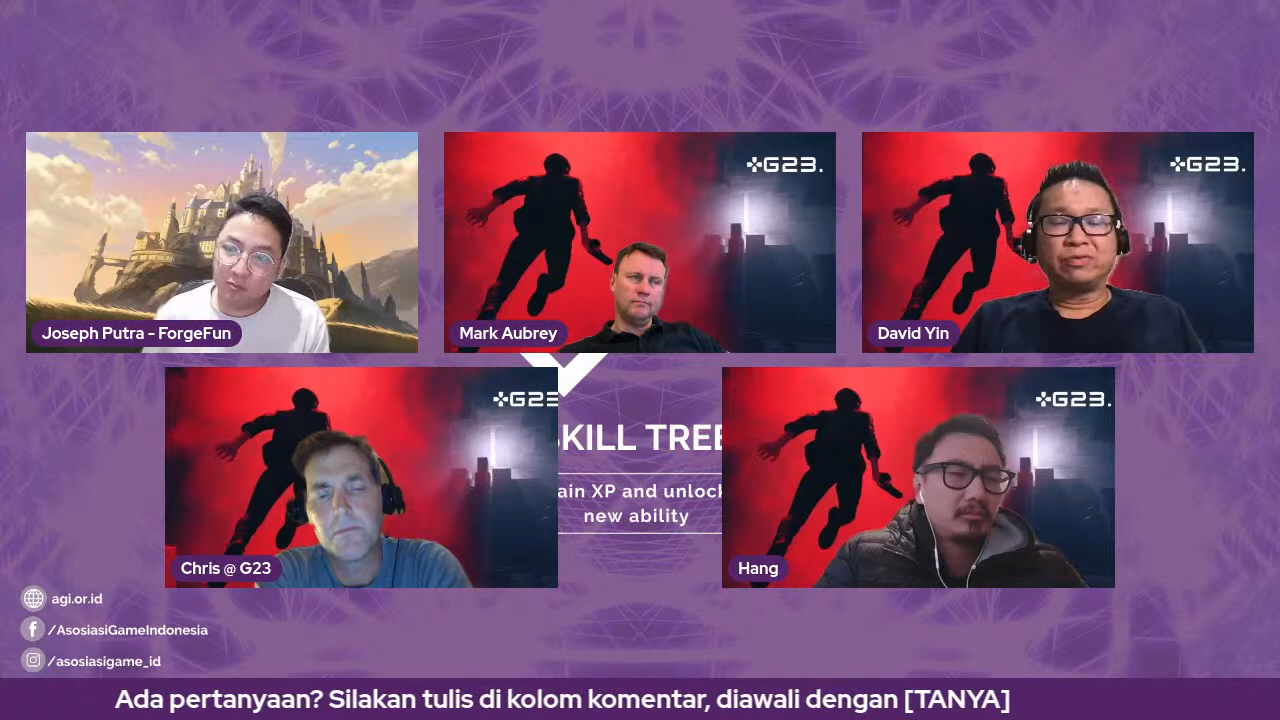 G23.
G23.
Joseph Putra - ForgeFun
Mark Aubrey
David Yin
G23
G23.
SKILL TREE
ain XP and unlock
new ability
Chris @ G23
Hang
agi.or.id
/AsosiasiGameIndonesia
/asosiasigame_id
Ada pertanyaan? Silakan tulis di kolom komentar, diawali dengan [TANYA]